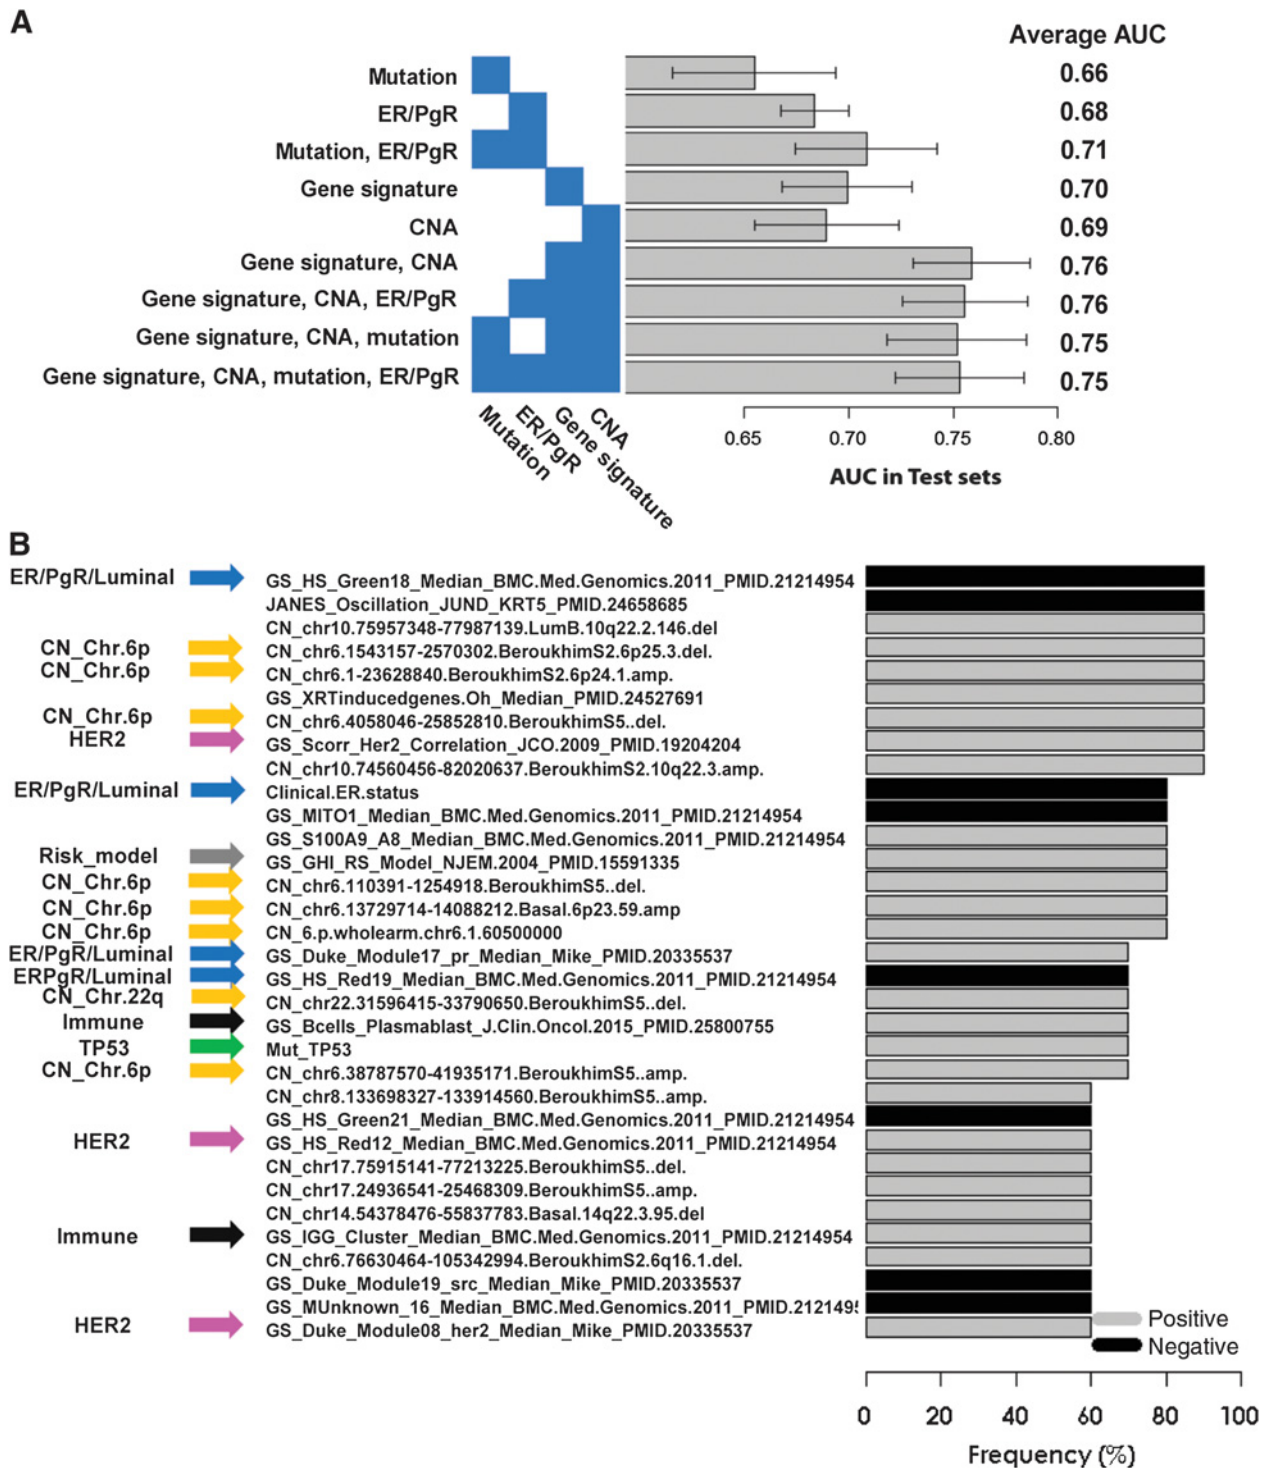 A
Average AUC
Mutation 0.66
ER/PgR 0.68
Mutation, ER/PgR 0.71
Gene signature 0.70
CNA 0.69
Gene signature, CNA 0.76
Gene signature, CNA, ER/PgR 0.76
Gene signature, CNA, mutation 0.75
Gene signature, CNA, mutation, ER/PgR 0.75
Mutation
ER/PgR
Gene signature
CNA
0.65 0.70 0.75 0.80
AUC in Test sets
B
ER/PgR/Luminal GS_HS_Green18_Median_BMC.Med.Genomics.2011_PMID.21214954
JANES_Oscillation_JUND_KRT5_PMID.24658685
CN_chr10.75957348-77987139.LumB.10q22.2.146.del
CN_Chr.6p CN_chr6.1543157-2570302.BeroukhimS2.6p25.3.del.
CN_Chr.6p CN_chr6.1-23628840.BeroukhimS2.6p24.1.amp.
GS_XRTinducedgenes.Oh_Median_PMID.24527691
CN_Chr.6p CN_chr6.4058046-25852810.BeroukhimS5..del.
HER2 GS_Scorr_Her2_Correlation_JCO.2009_PMID.19204204
CN_chr10.74560456-82020637.BeroukhimS2.10q22.3.amp.
ER/PgR/Luminal Clinical.ER.status
GS_MITO1_Median_BMC.Med.Genomics.2011_PMID.21214954
GS_S100A9_A8_Median_BMC.Med.Genomics.2011_PMID.21214954
Risk_model GS_GHI_RS_Model_NJEM.2004_PMID.15591335
CN_Chr.6p CN_chr6.110391-1254918.BeroukhimS5..del.
CN_Chr.6p CN_chr6.13729714-14088212.Basal.6p23.59.amp
CN_Chr.6p CN_6.p.wholearm.chr6.1.60500000
ER/PgR/Luminal GS_Duke_Module17_pr_Median_Mike_PMID.20335537
ERPgR/Luminal GS_HS_Red19_Median_BMC.Med.Genomics.2011_PMID.21214954
CN_Chr.22q CN_chr22.31596415-33790650.BeroukhimS5..del.
Immune GS_Bcells_Plasmablast_J.Clin.Oncol.2015_PMID.25800755
TP53 Mut_TP53
CN_Chr.6p CN_chr6.38787570-41935171.BeroukhimS5..amp.
CN_chr8.133698327-133914560.BeroukhimS5..amp.
GS_HS_Green21_Median_BMC.Med.Genomics.2011_PMID.21214954
HER2 GS_HS_Red12_Median_BMC.Med.Genomics.2011_PMID.21214954
CN_chr17.75915141-77213225.BeroukhimS5..del.
CN_chr17.24936541-25468309.BeroukhimS5..amp.
CN_chr14.54378476-55837783.Basal.14q22.3.95.del
Immune GS_IGG_Cluster_Median_BMC.Med.Genomics.2011_PMID.21214954
CN_chr6.76630464-105342994.BeroukhimS2.6q16.1.del.
GS_Duke_Module19_src_Median_Mike_PMID.20335537
GS_MUnknown_16_Median_BMC.Med.Genomics.2011_PMID.2121495
HER2 GS_Duke_Module08_her2_Median_Mike_PMID.20335537
Positive
Negative
0 20 40 60 80 100
Frequency (%)